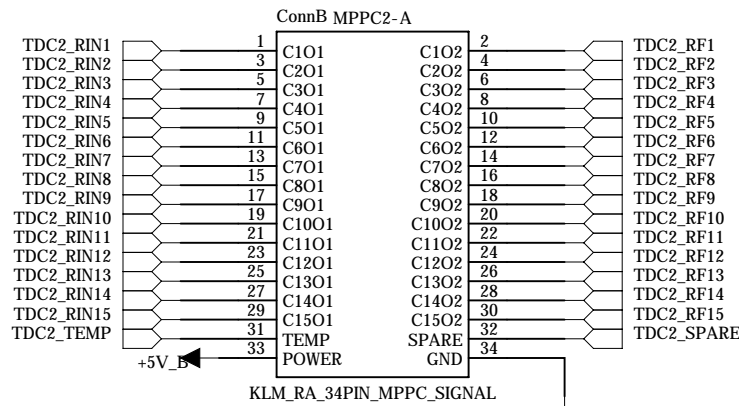 ConnB MPPC2-A
TDC2_RIN1 1 C1O1 C1O2 2 TDC2_RF1
TDC2_RIN2 3 C2O1 C2O2 4 TDC2_RF2
TDC2_RIN3 5 C3O1 C3O2 6 TDC2_RF3
TDC2_RIN4 7 C4O1 C4O2 8 TDC2_RF4
TDC2_RIN5 9 C5O1 C5O2 10 TDC2_RF5
TDC2_RIN6 11 C6O1 C6O2 12 TDC2_RF6
TDC2_RIN7 13 C7O1 C7O2 14 TDC2_RF7
TDC2_RIN8 15 C8O1 C8O2 16 TDC2_RF8
TDC2_RIN9 17 C9O1 C9O2 18 TDC2_RF9
TDC2_RIN10 19 C10O1 C10O2 20 TDC2_RF10
TDC2_RIN11 21 C11O1 C11O2 22 TDC2_RF11
TDC2_RIN12 23 C12O1 C12O2 24 TDC2_RF12
TDC2_RIN13 25 C13O1 C13O2 26 TDC2_RF13
TDC2_RIN14 27 C14O1 C14O2 28 TDC2_RF14
TDC2_RIN15 29 C15O1 C15O2 30 TDC2_RF15
TDC2_TEMP 31 TEMP SPARE 32 TDC2_SPARE
+5V_B 33 POWER GND 34
KLM_RA_34PIN_MPPC_SIGNAL